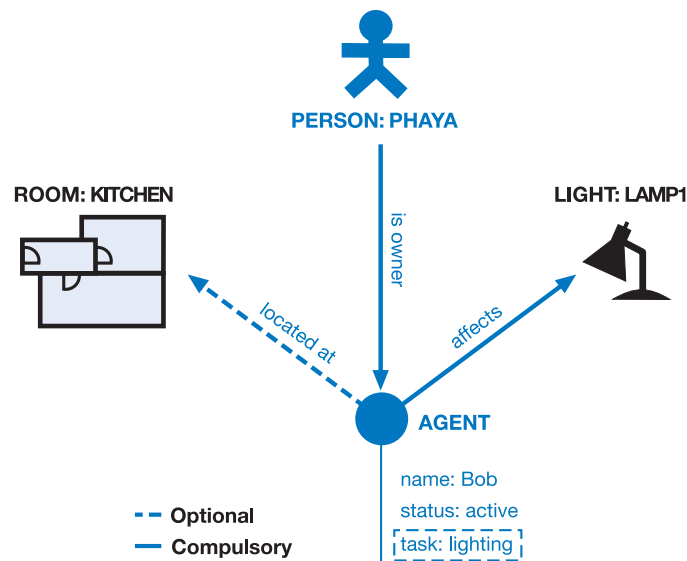 PERSON: PHAYA
ROOM: KITCHEN
LIGHT: LAMP1
is owner
located at
affects
AGENT
name: Bob
status: active
task: lighting
Optional
Compulsory